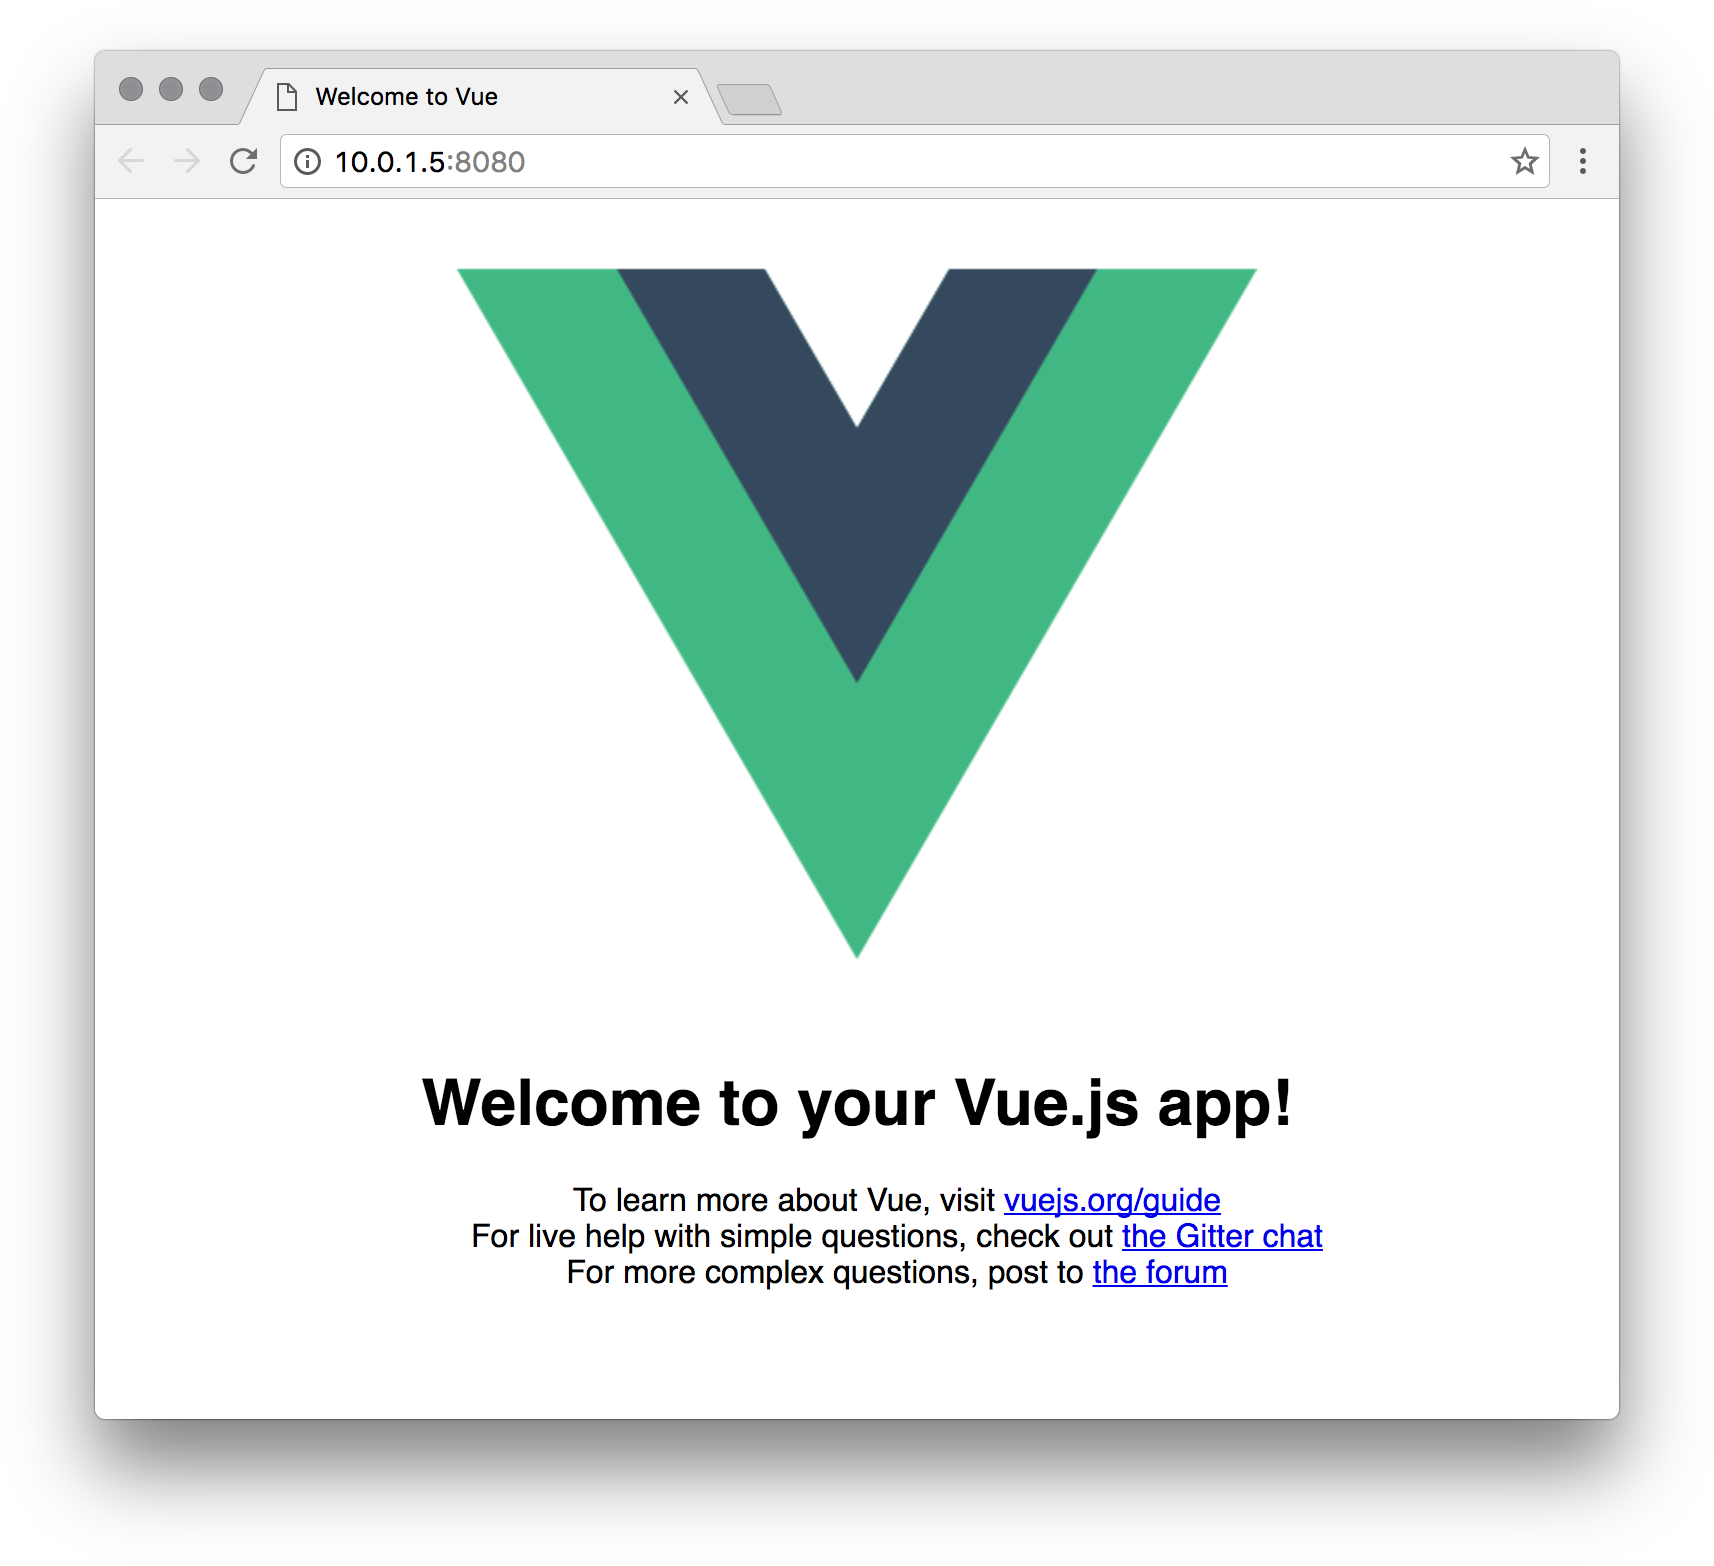 Welcome to Vue
10.0.1.5:8080
Welcome to your Vue.js app!
To learn more about Vue, visit vuejs.org/guide
For live help with simple questions, check out the Gitter chat
For more complex questions, post to the forum